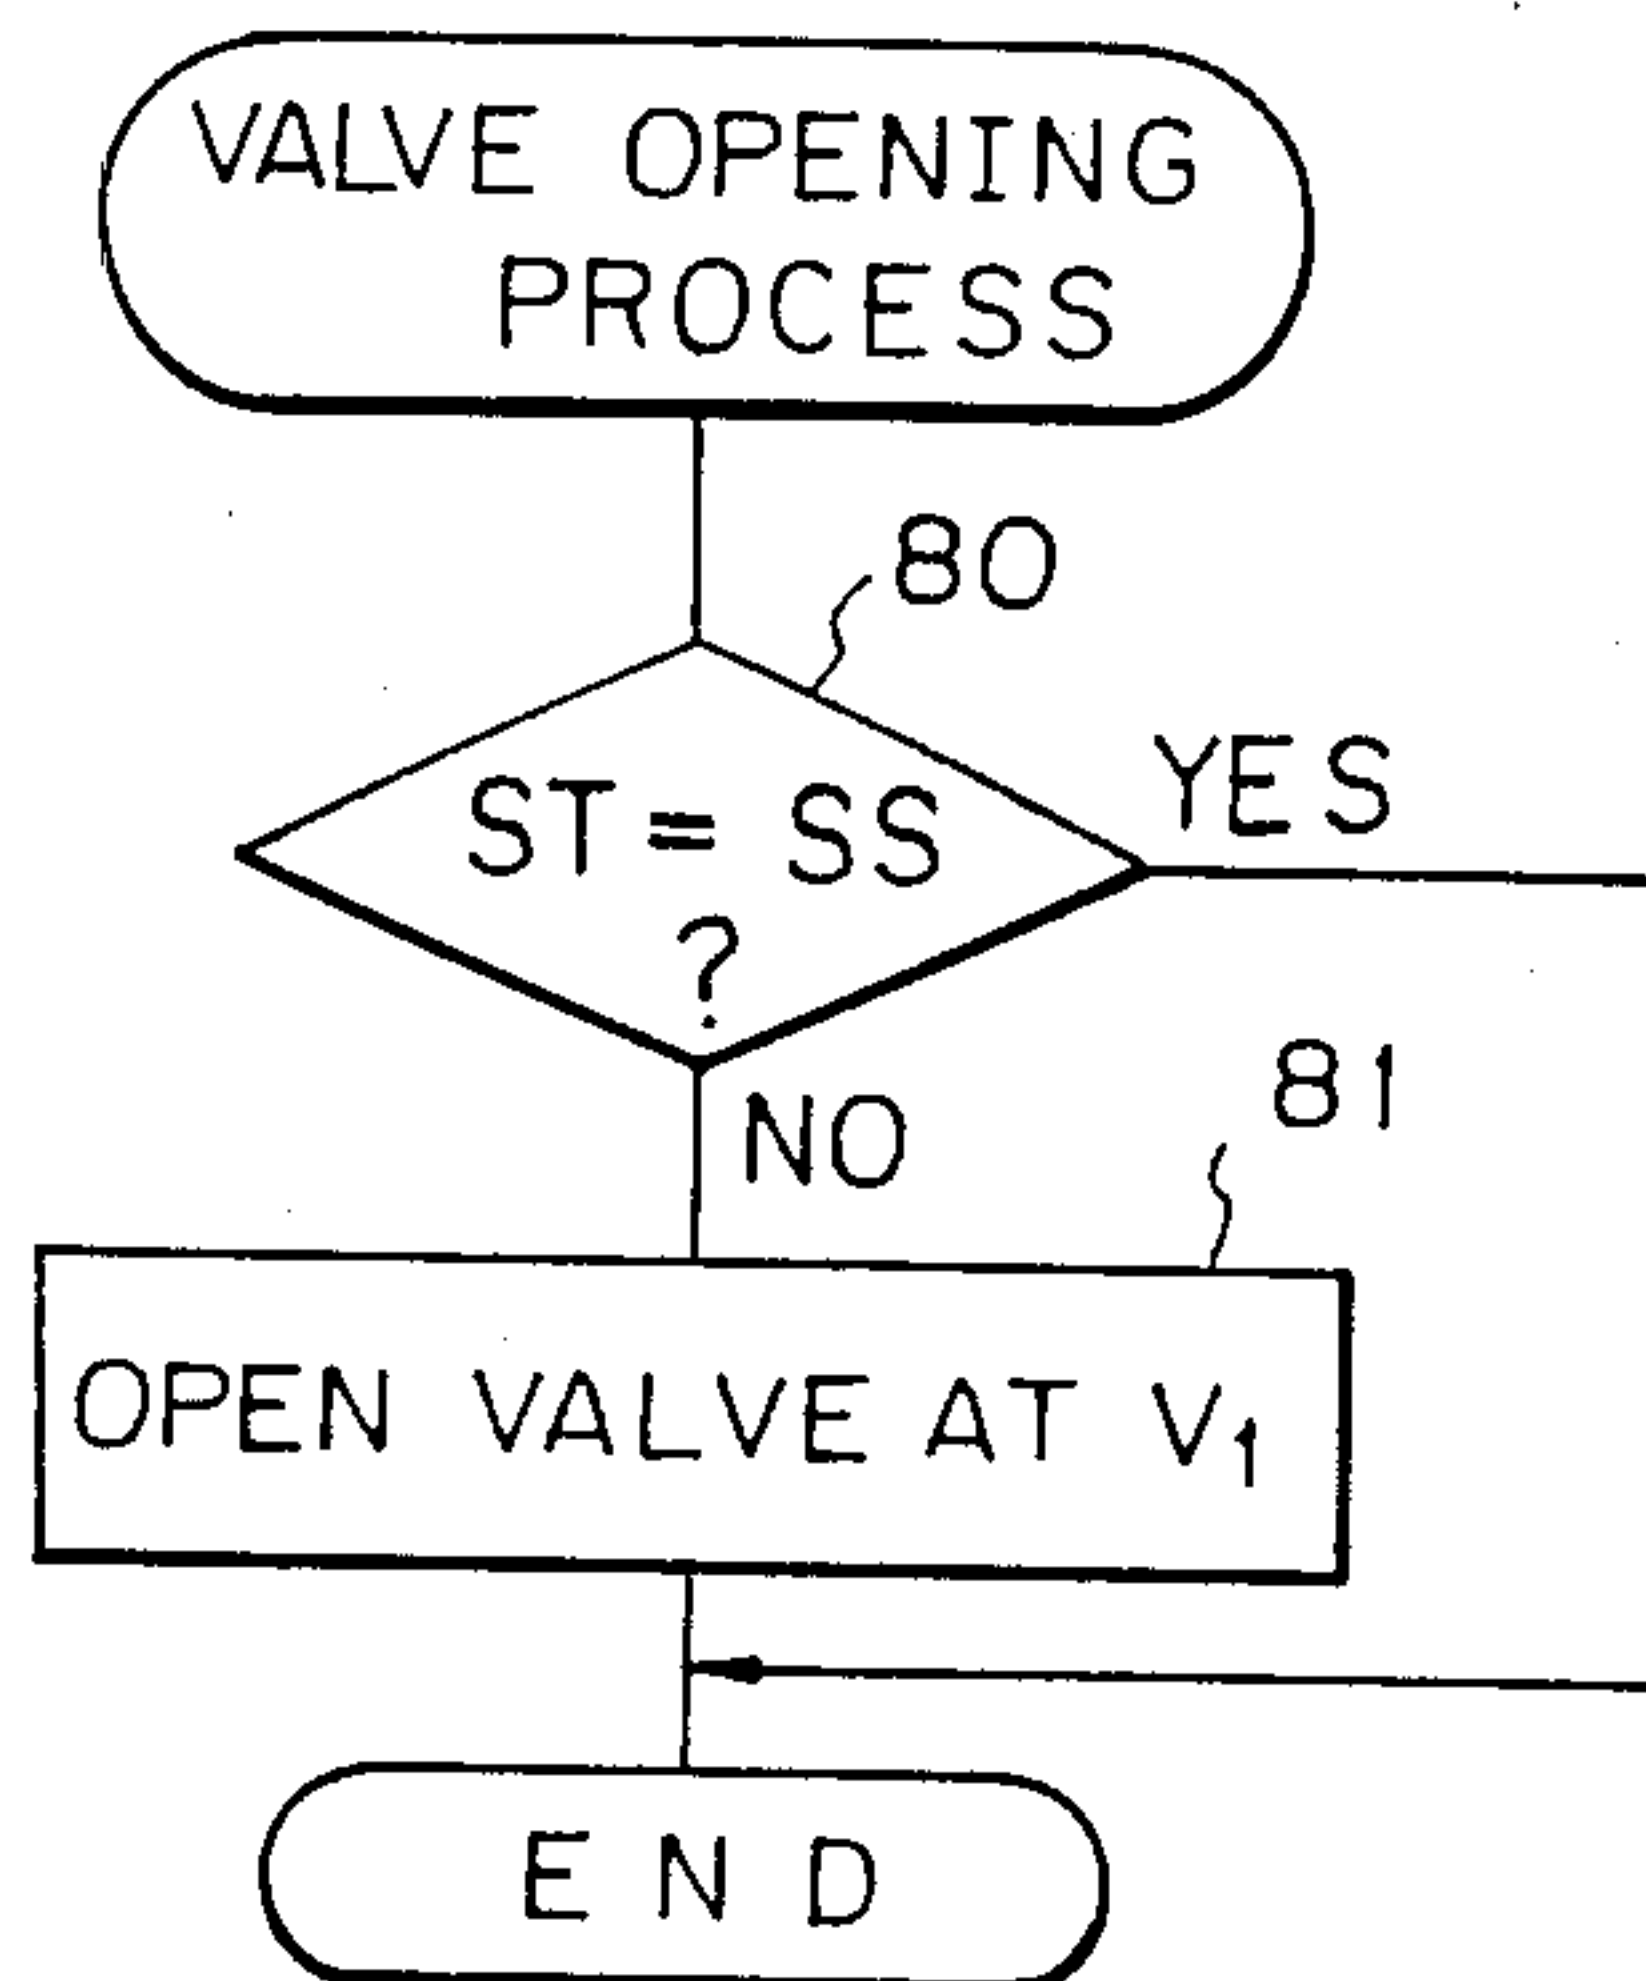 VALVE OPENING
PROCESS
80
ST = SS
?
YES
NO
81
OPEN VALVE AT V₁
END